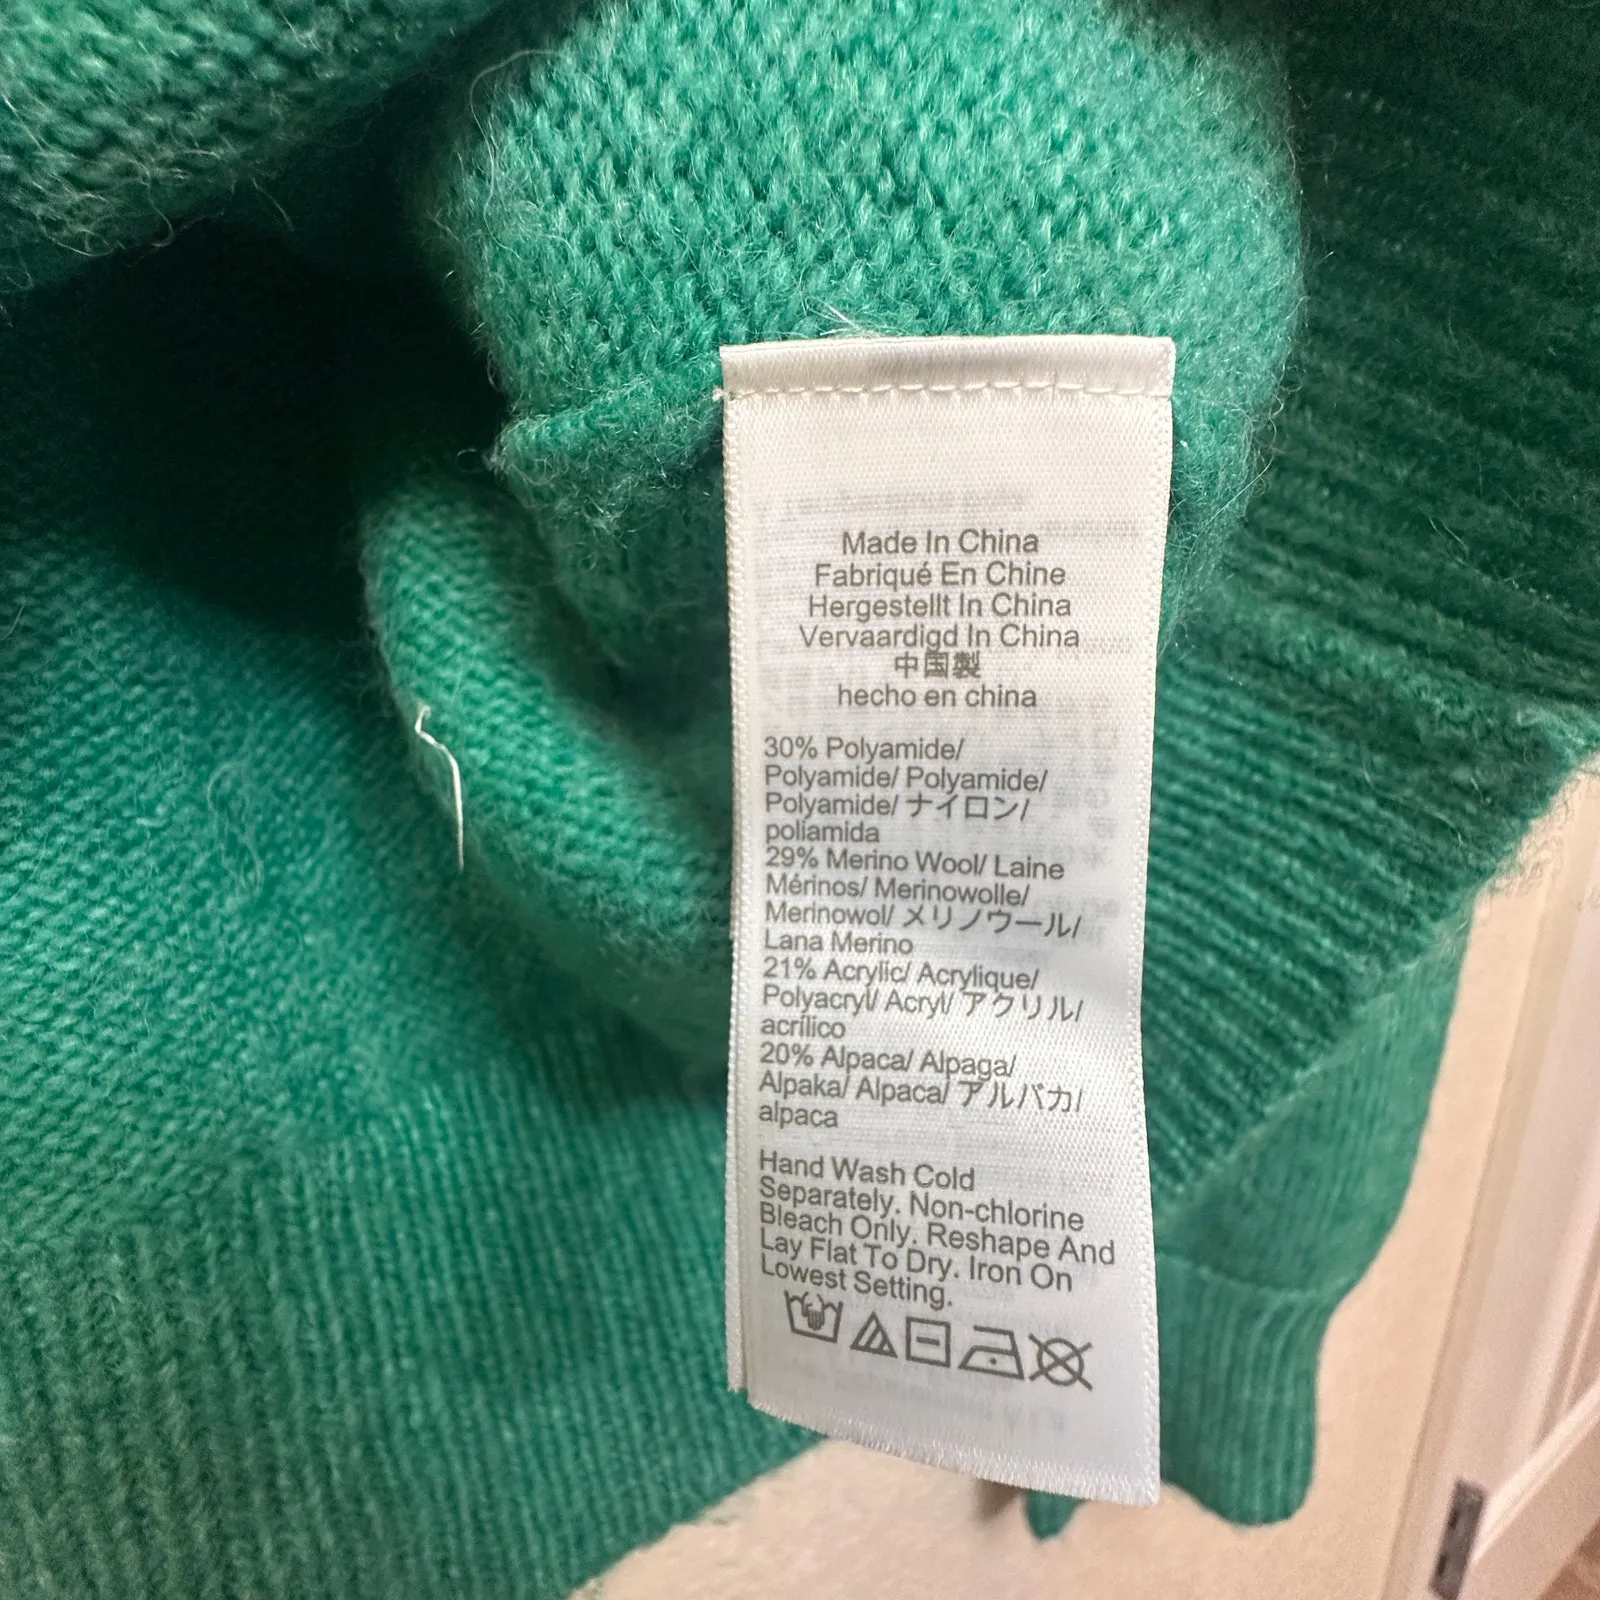 Made In China
Fabriqué En Chine
Hergestellt In China
Vervaardigd In China
中国製
hecho en china
30% Polyamide/
Polyamide/ Polyamide/
Polyamide/ ナイロン/
poliamida
29% Merino Wool/ Laine
Mérinos/ Merinowolle/
Merinowol/ メリノウール/
Lana Merino
21% Acrylic/ Acrylique/
Polyacryl/ Acryl/ アクリル/
acrílico
20% Alpaca/ Alpaga/
Alpaka/ Alpaca/ アルパカ/
alpaca
Hand Wash Cold
Separately. Non-chlorine
Bleach Only. Reshape And
Lay Flat To Dry. Iron On
Lowest Setting.